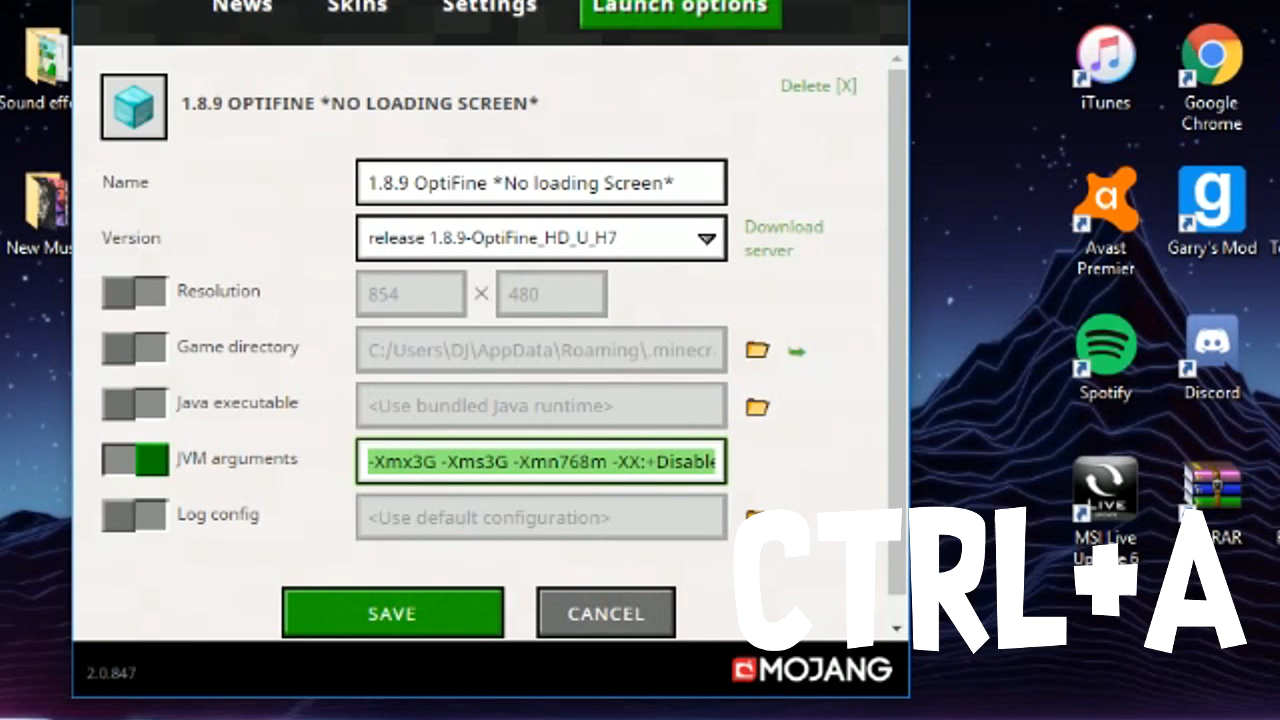 News Skins Settings Launch options
Delete [X]
1.8.9 OPTIFINE *NO LOADING SCREEN*
Name
1.8.9 OptiFine *No loading Screen*
Version
release 1.8.9-OptiFine_HD_U_H7
Download
server
Resolution
854 × 480
Game directory
C:/Users\DJ\AppData\Roaming\.minecr
Java executable
<Use bundled Java runtime>
JVM arguments
-Xmx3G -Xms3G -Xmn768m -XX:+Disable
Log config
<Use default configuration>
SAVE
CANCEL
2.0.847
MOJANG
CTRL+A
Sound eff
New Mus
iTunes
Google
Chrome
Avast
Premier
Garry's Mod
Spotify
Discord
LIVE
MSI Live
RAR